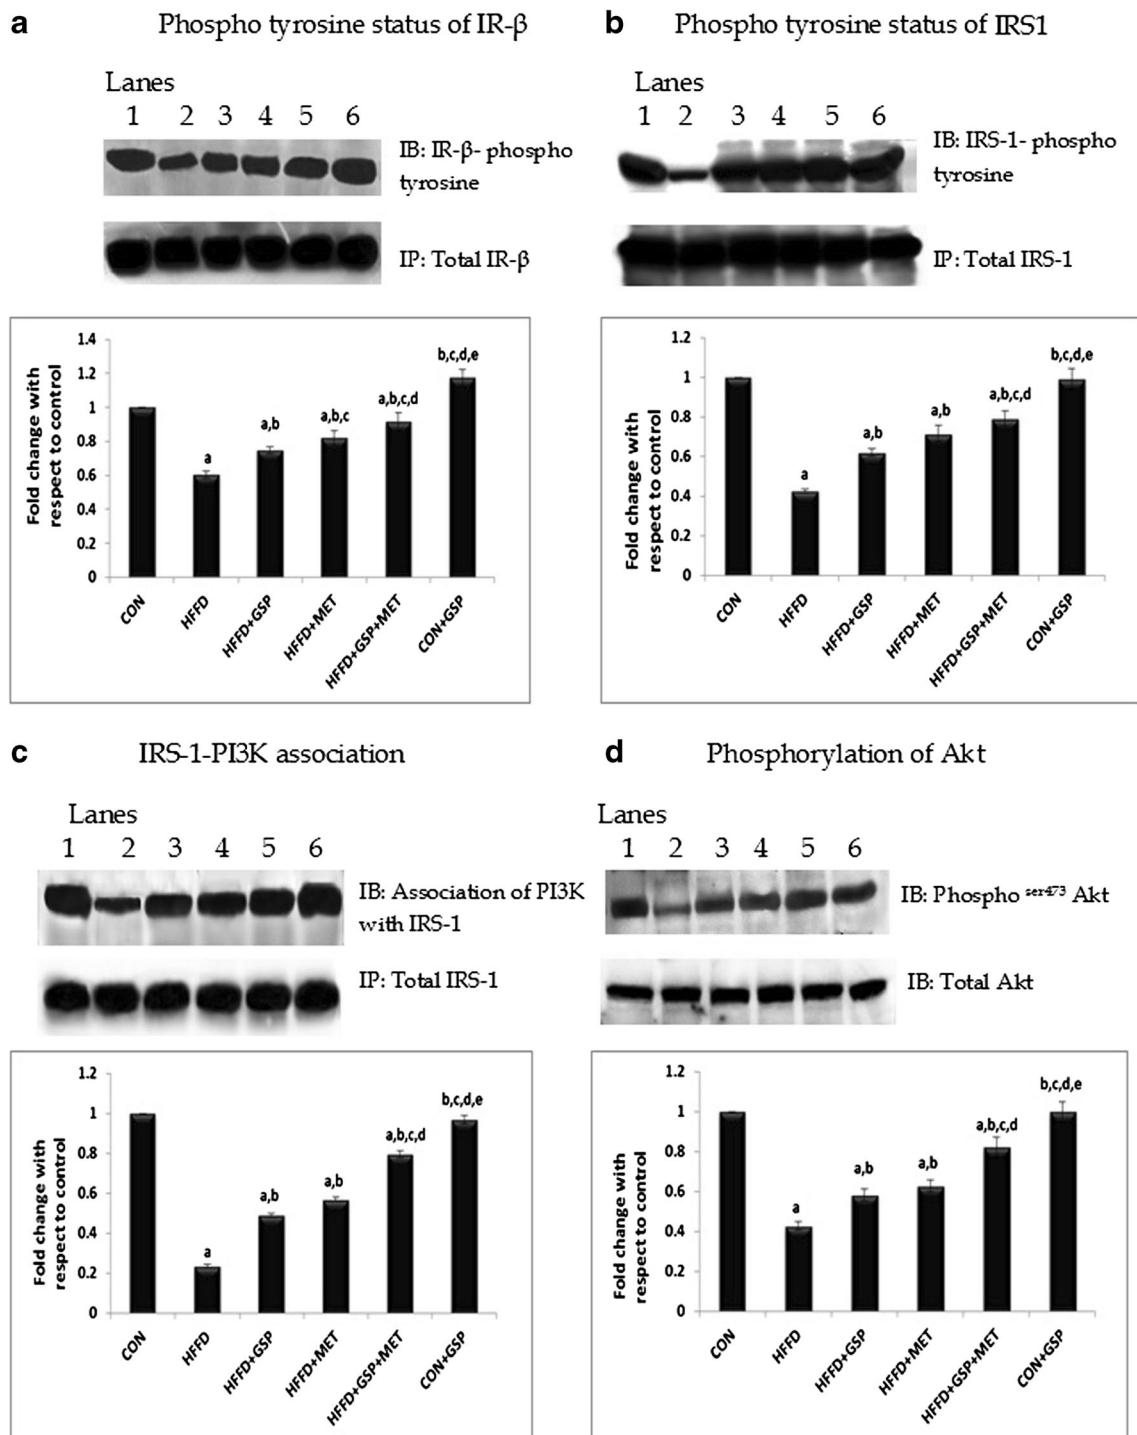 a Phospho tyrosine status of IR-β
Lanes
1 2 3 4 5 6
IB: IR-β- phospho
tyrosine
IP: Total IR-β
1.4
1.2
1
0.8
0.6
0.4
0.2
0
Fold change with
respect to control
a
a,b
a,b,c
a,b,c,d
b,c,d,e
CON
HFFD
HFFD+GSP
HFFD+MET
HFFD+GSP+MET
CON+GSP
b Phospho tyrosine status of IRS1
Lanes
1 2 3 4 5 6
IB: IRS-1- phospho
tyrosine
IP: Total IRS-1
1.2
1
0.8
0.6
0.4
0.2
0
Fold change with
respect to control
a
a,b
a,b
a,b,c,d
b,c,d,e
CON
HFFD
HFFD+GSP
HFFD+MET
HFFD+GSP+MET
CON+GSP
c IRS-1-PI3K association
Lanes
1 2 3 4 5 6
IB: Association of PI3K
with IRS-1
IP: Total IRS-1
1.2
1
0.8
0.6
0.4
0.2
0
Fold change with
respect to control
a
a,b
a,b
a,b,c,d
b,c,d,e
CON
HFFD
HFFD+GSP
HFFD+MET
HFFD+GSP+MET
CON+GSP
d Phosphorylation of Akt
Lanes
1 2 3 4 5 6
IB: Phospho ser473 Akt
IB: Total Akt
1.2
1
0.8
0.6
0.4
0.2
0
Fold change with
respect to control
a
a,b
a,b
a,b,c,d
b,c,d,e
CON
HFFD
HFFD+GSP
HFFD+MET
HFFD+GSP+MET
CON+GSP